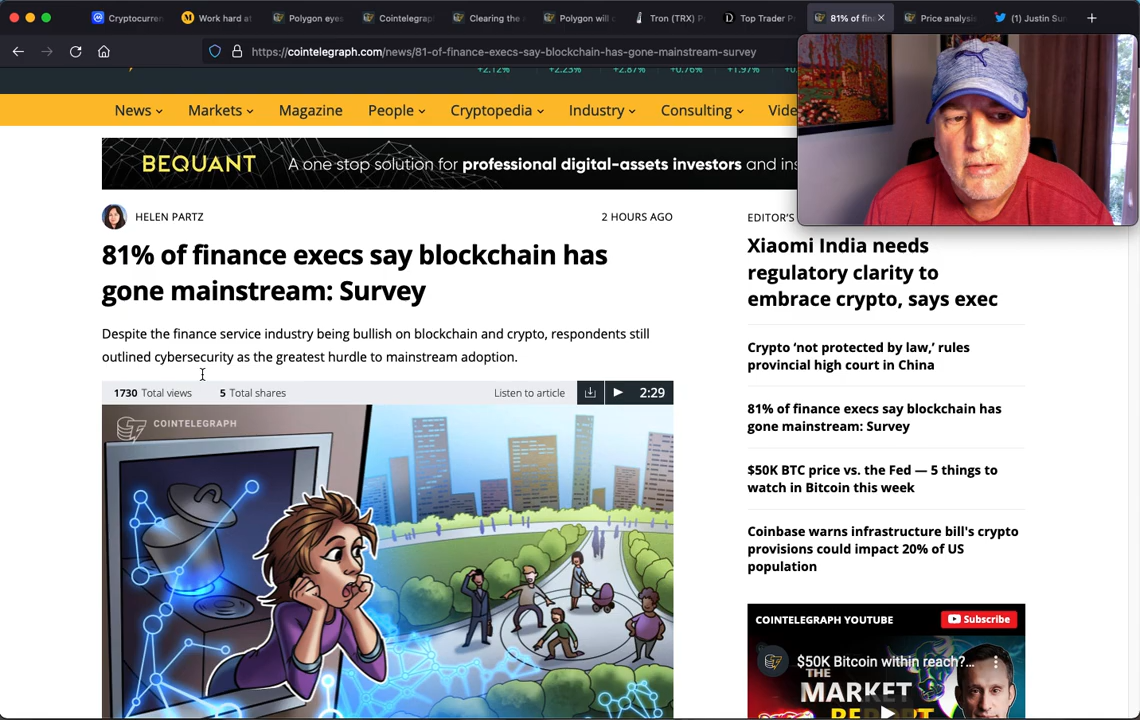 Cryptocurren
Work hard at
Polygon eyes
Cointelegrap
Clearing the
Polygon will
Tron (TRX) P
Top Trader P
81% of fin
Price analysi
(1) Justin Su
https://cointelegraph.com/news/81-of-finance-execs-say-blockchain-has-gone-mainstream-survey
+2.12% +2.23% +2.87% +0.76% +1.97%
News Markets Magazine People Cryptopedia Industry Consulting Vide
BEQUANT A one stop solution for professional digital-assets investors and ins
HELEN PARTZ 2 HOURS AGO
81% of finance execs say blockchain has
gone mainstream: Survey
Despite the finance service industry being bullish on blockchain and crypto, respondents still
outlined cybersecurity as the greatest hurdle to mainstream adoption.
1730 Total views 5 Total shares Listen to article 2:29
COINTELEGRAPH
EDITOR'S
Xiaomi India needs
regulatory clarity to
embrace crypto, says exec
Crypto ‘not protected by law,’ rules
provincial high court in China
81% of finance execs say blockchain has
gone mainstream: Survey
$50K BTC price vs. the Fed — 5 things to
watch in Bitcoin this week
Coinbase warns infrastructure bill's crypto
provisions could impact 20% of US
population
COINTELEGRAPH YOUTUBE Subscribe
$50K Bitcoin within reach?...
THE
MARKET
REPORT